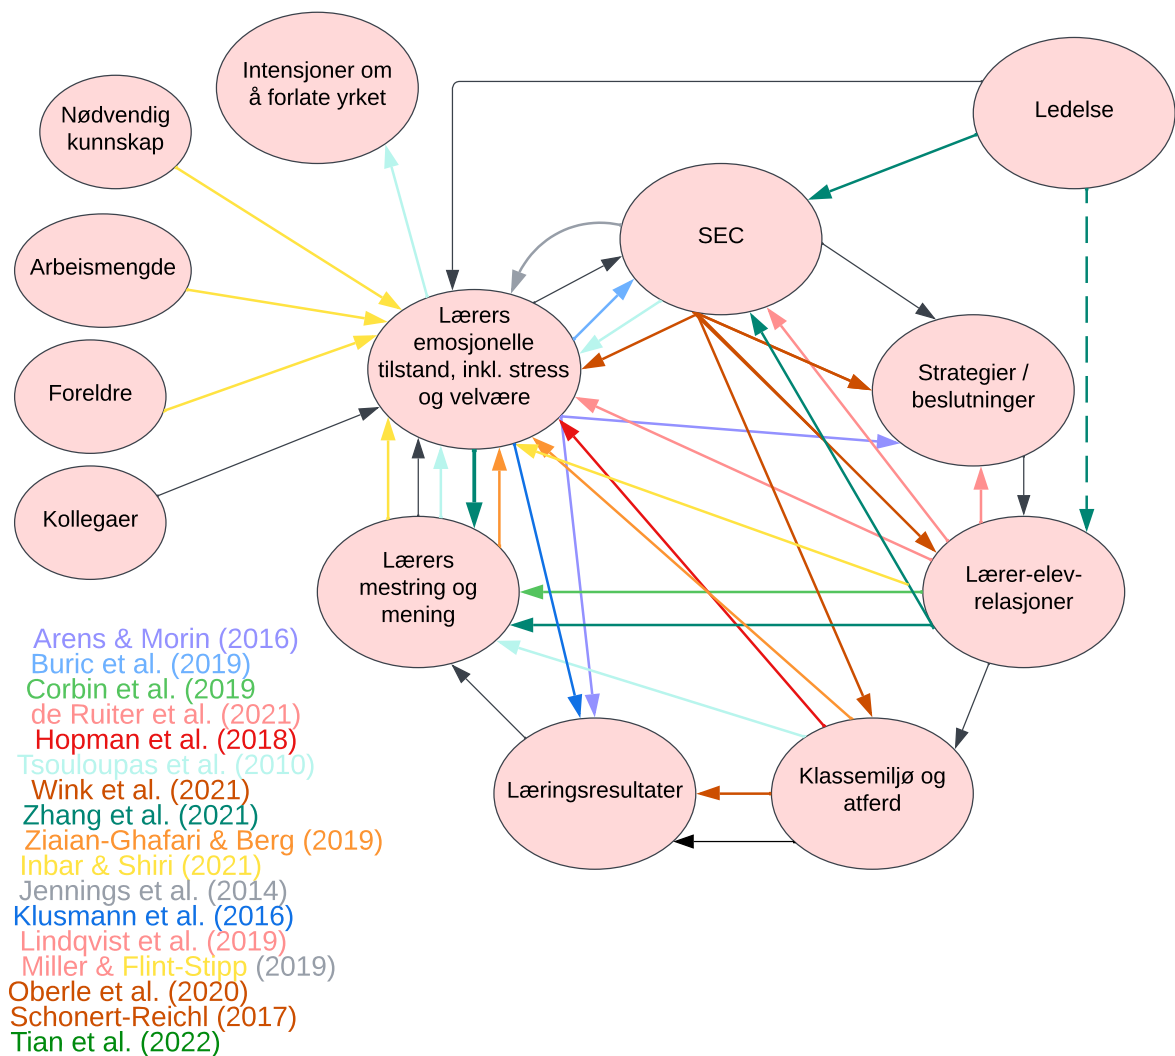 Intensjoner om
å forlate yrket
Ledelse
Nødvendig
kunnskap
SEC
Arbeismengde
Lærers
emosjonelle
tilstand, inkl. stress
og velvære
Foreldre
Strategier /
beslutninger
Kollegaer
Lærers
mestring og
mening
Lærer-elev-
relasjoner
Læringsresultater
Klassemiljø og
atferd
Arens & Morin (2016)
Buric et al. (2019)
Corbin et al. (2019
de Ruiter et al. (2021)
Hopman et al. (2018)
Tsouloupas et al. (2010)
Wink et al. (2021)
Zhang et al. (2021)
Ziaian-Ghafari & Berg (2019)
Inbar & Shiri (2021)
Jennings et al. (2014)
Klusmann et al. (2016)
Lindqvist et al. (2019)
Miller & Flint-Stipp (2019)
Oberle et al. (2020)
Schonert-Reichl (2017)
Tian et al. (2022)